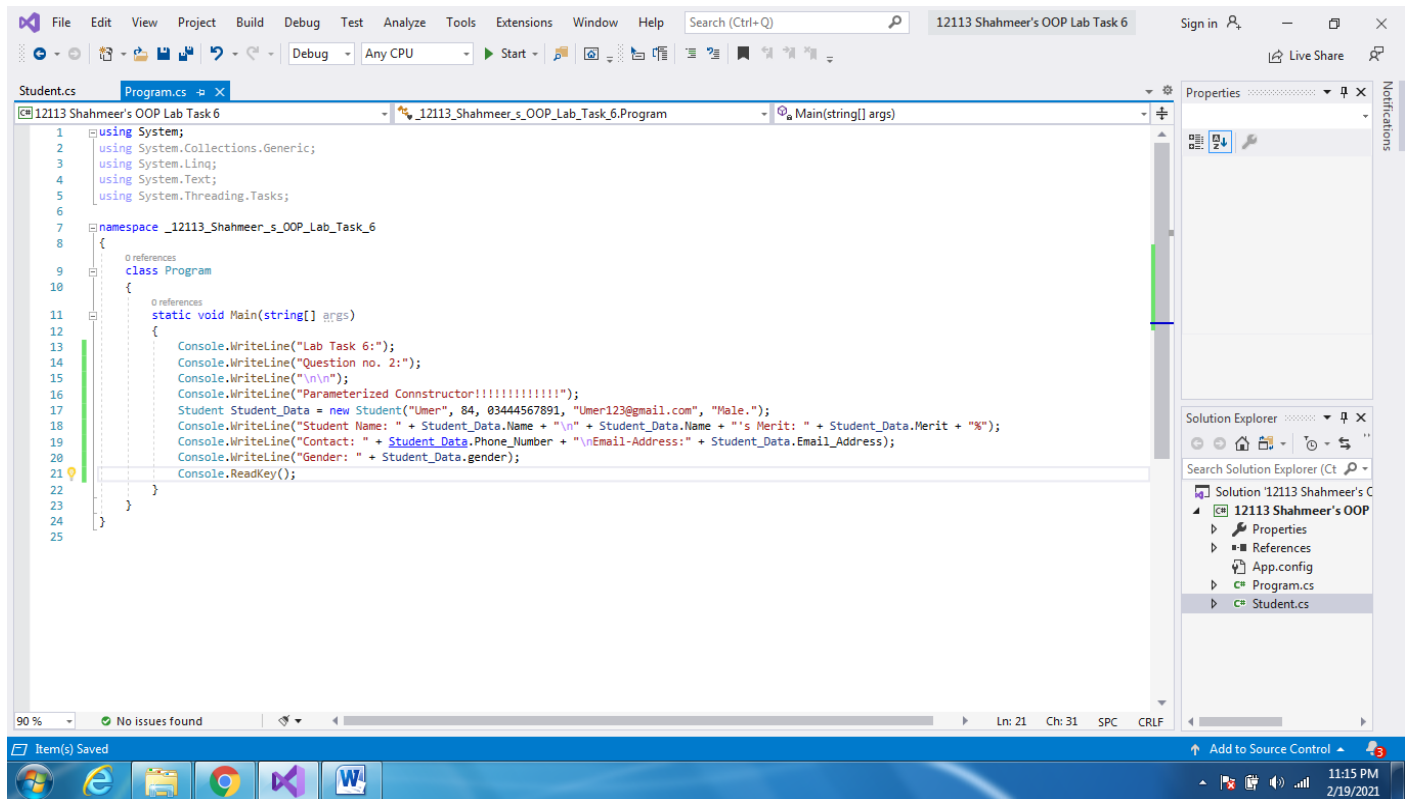 File Edit View Project Build Debug Test Analyze Tools Extensions Window Help Search (Ctrl+Q) 12113 Shahmeer's OOP Lab Task 6 Sign in
Debug Any CPU Start Live Share
Student.cs Program.cs
12113 Shahmeer's OOP Lab Task 6 _12113_Shahmeer_s_OOP_Lab_Task_6.Program Main(string[] args)
1 using System;
2 using System.Collections.Generic;
3 using System.Linq;
4 using System.Text;
5 using System.Threading.Tasks;
6
7 namespace _12113_Shahmeer_s_OOP_Lab_Task_6
8 {
0 references
9 class Program
10 {
0 references
11 static void Main(string[] args)
12 {
13 Console.WriteLine("Lab Task 6:");
14 Console.WriteLine("Question no. 2:");
15 Console.WriteLine("\n\n");
16 Console.WriteLine("Parameterized Connstructor!!!!!!!!!!!!!");
17 Student Student_Data = new Student("Umer", 84, 03444567891, "Umer123@gmail.com", "Male.");
18 Console.WriteLine("Student Name: " + Student_Data.Name + "\n" + Student_Data.Name + "'s Merit: " + Student_Data.Merit + "%");
19 Console.WriteLine("Contact: " + Student_Data.Phone_Number + "\nEmail-Address:" + Student_Data.Email_Address);
20 Console.WriteLine("Gender: " + Student_Data.gender);
21 Console.ReadKey();
22 }
23 }
24 }
25
90 % No issues found Ln: 21 Ch: 31 SPC CRLF
Properties
Notifications
Solution Explorer
Search Solution Explorer (Ct
Solution '12113 Shahmeer's C
12113 Shahmeer's OOP
Properties
References
App.config
C# Program.cs
C# Student.cs
Item(s) Saved Add to Source Control 3
11:15 PM
2/19/2021